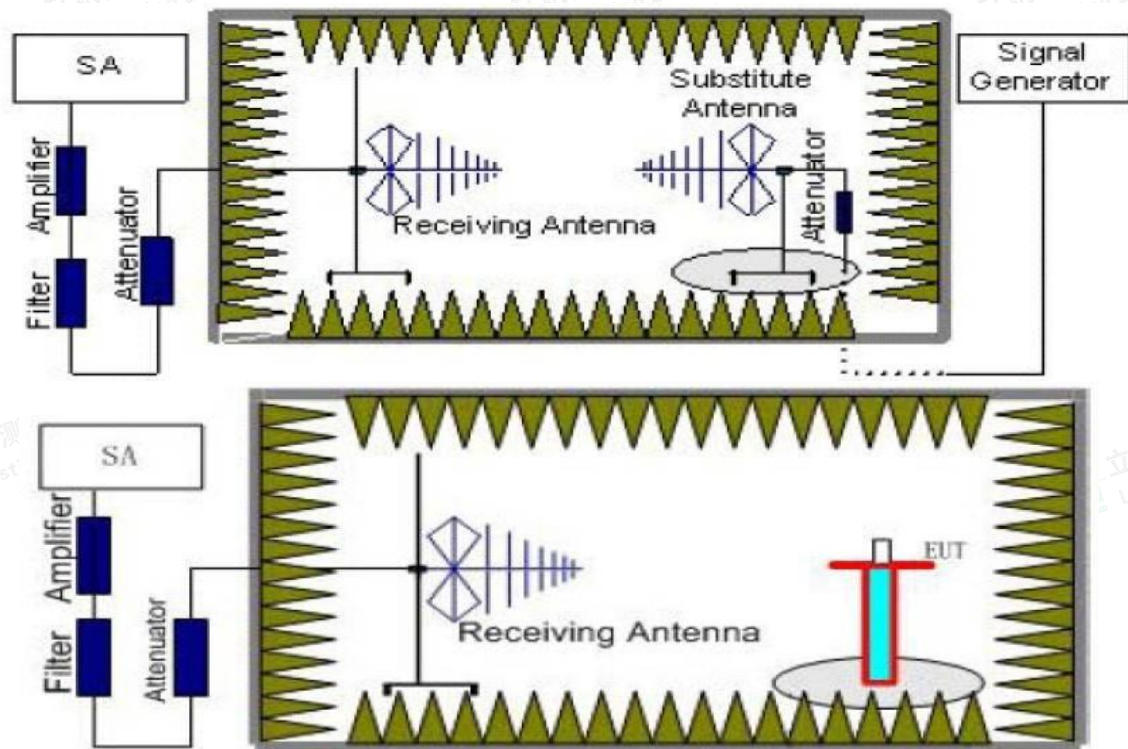 SA
Signal
Generator
Substitute
Antenna
Amplifier
Attenuator
Attenuator
Receiving Antenna
Filter
SA
Amplifier
EUT
Attenuator
Receiving Antenna
Filter